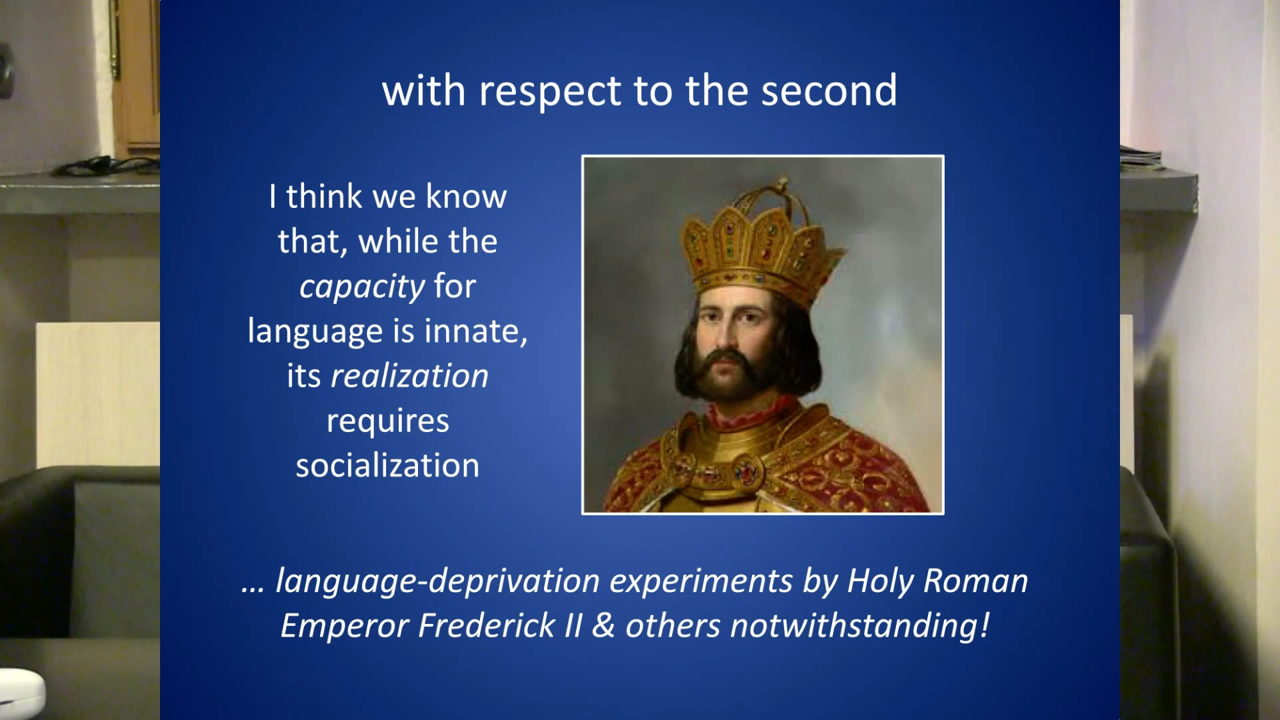 with respect to the second
I think we know
that, while the
capacity for
language is innate,
its realization
requires
socialization
... language-deprivation experiments by Holy Roman
Emperor Frederick II & others notwithstanding!